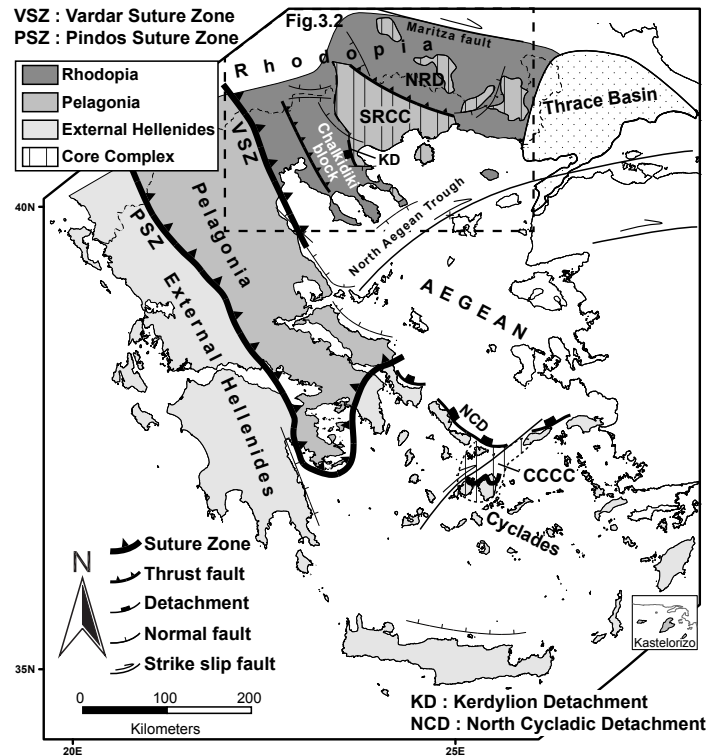 VSZ : Vardar Suture Zone
PSZ : Pindos Suture Zone
Fig.3.2
Rhodopia
Pelagonia
External Hellenides
Core Complex
Rhodopia
Maritza fault
NRD
SRCC
Thrace Basin
VSZ
Chalkidiki
block
KD
40N
PSZ
Pelagonia
North Aegean Trough
External Hellenides
AEGEAN
NCD
CCCC
Cyclades
Suture Zone
Thrust fault
Detachment
Normal fault
Strike slip fault
N
Kastelorizo
35N
0 100 200
Kilometers
KD : Kerdylion Detachment
NCD : North Cycladic Detachment
20E
25E